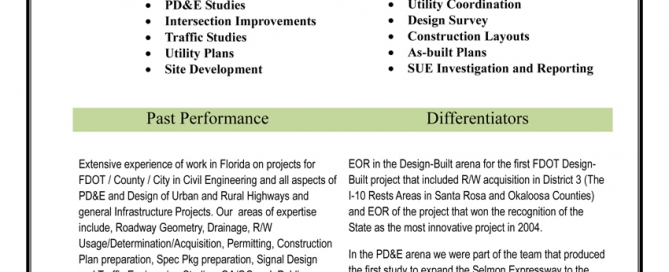 • PD&E Studies
• Intersection Improvements
• Traffic Studies
• Utility Plans
• Site Development
• Utility Coordination
• Design Survey
• Construction Layouts
• As-built Plans
• SUE Investigation and Reporting
Past Performance
Extensive experience of work in Florida on projects for
FDOT / County / City in Civil Engineering and all aspects of
PD&E and Design of Urban and Rural Highways and
general Infrastructure Projects. Our areas of expertise
include, Roadway Geometry, Drainage, R/W
Usage/Determination/Acquisition, Permitting, Construction
Plan preparation, Spec Pkg preparation, Signal Design
Differentiators
EOR in the Design-Built arena for the first FDOT Design-
Built project that included R/W acquisition in District 3 (The
I-10 Rests Areas in Santa Rosa and Okaloosa Counties)
and EOR of the project that won the recognition of the
State as the most innovative project in 2004.
In the PD&E arena we were part of the team that produced
the first study to expand the Selmon Expressway to the